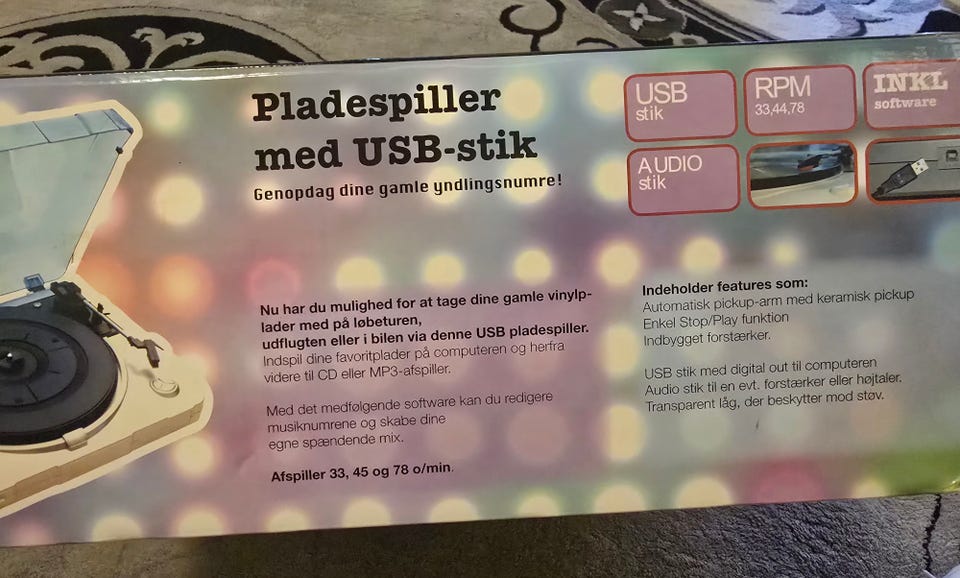 Pladespiller
med USB-stik
Genopdag dine gamle yndlingsnumre!
USB
stik
RPM
33,44,78
INKL
software
AUDIO
stik
Nu har du mulighed for at tage dine gamle vinylp-
lader med på løbeturen,
udflugten eller i bilen via denne USB pladespiller.
Indspil dine favoritplader på computeren og herfra
videre til CD eller MP3-afspiller.
Med det medfølgende software kan du redigere
musiknumrene og skabe dine
egne spændende mix.
Afspiller 33, 45 og 78 o/min.
Indeholder features som:
Automatisk pickup-arm med keramisk pickup
Enkel Stop/Play funktion
Indbygget forstærker.
USB stik med digital out til computeren
Audio stik til en evt. forstærker eller højtaler.
Transparent låg, der beskytter mod støv.